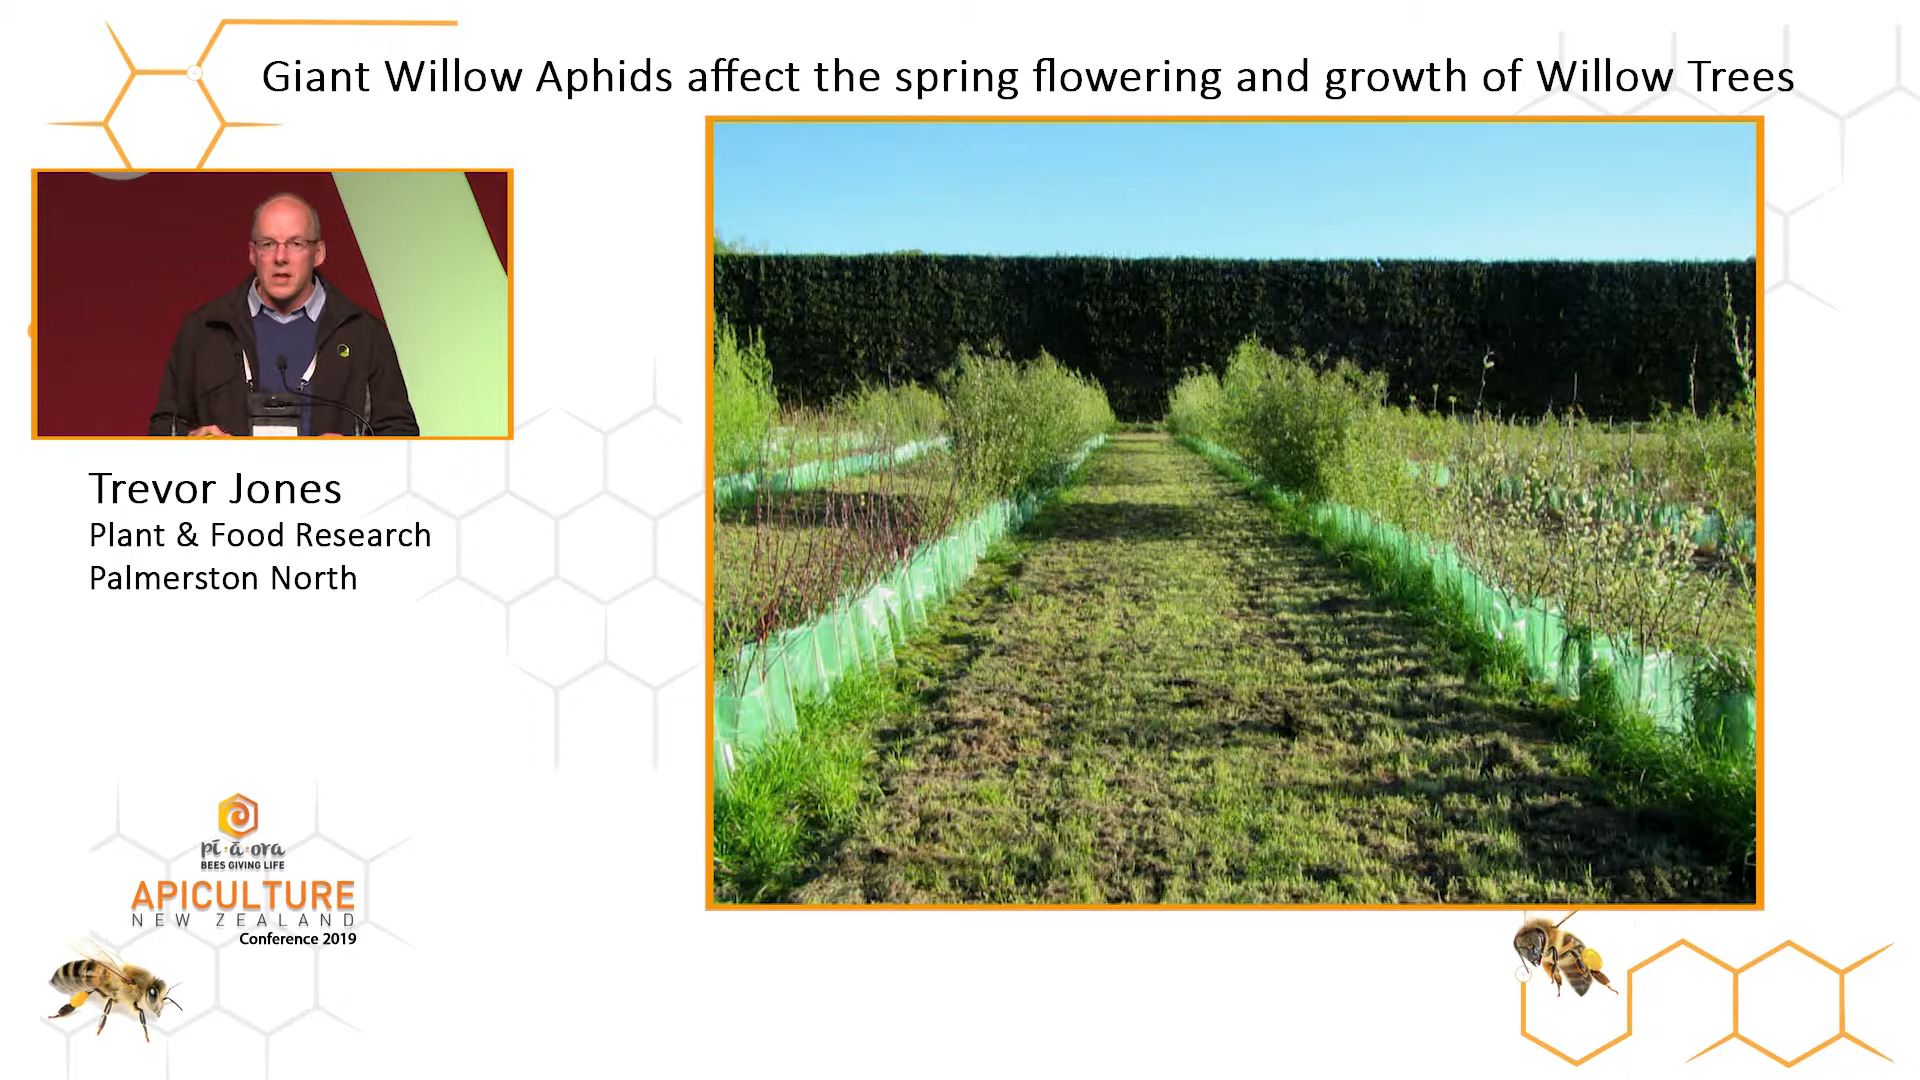 Giant Willow Aphids affect the spring flowering and growth of Willow Trees
Trevor Jones
Plant & Food Research
Palmerston North
pī·ā·ora
BEES GIVING LIFE
APICULTURE
NEW ZEALAND
Conference 2019